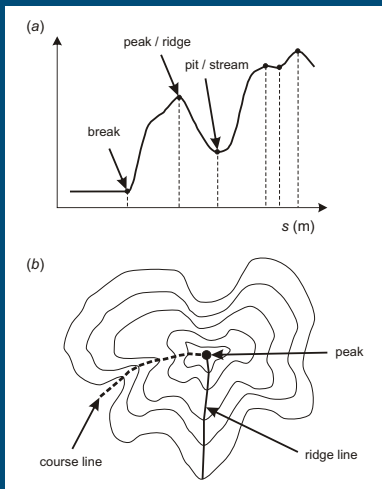 (a)
peak / ridge
pit / stream
break
s (m)
(b)
peak
ridge line
course line